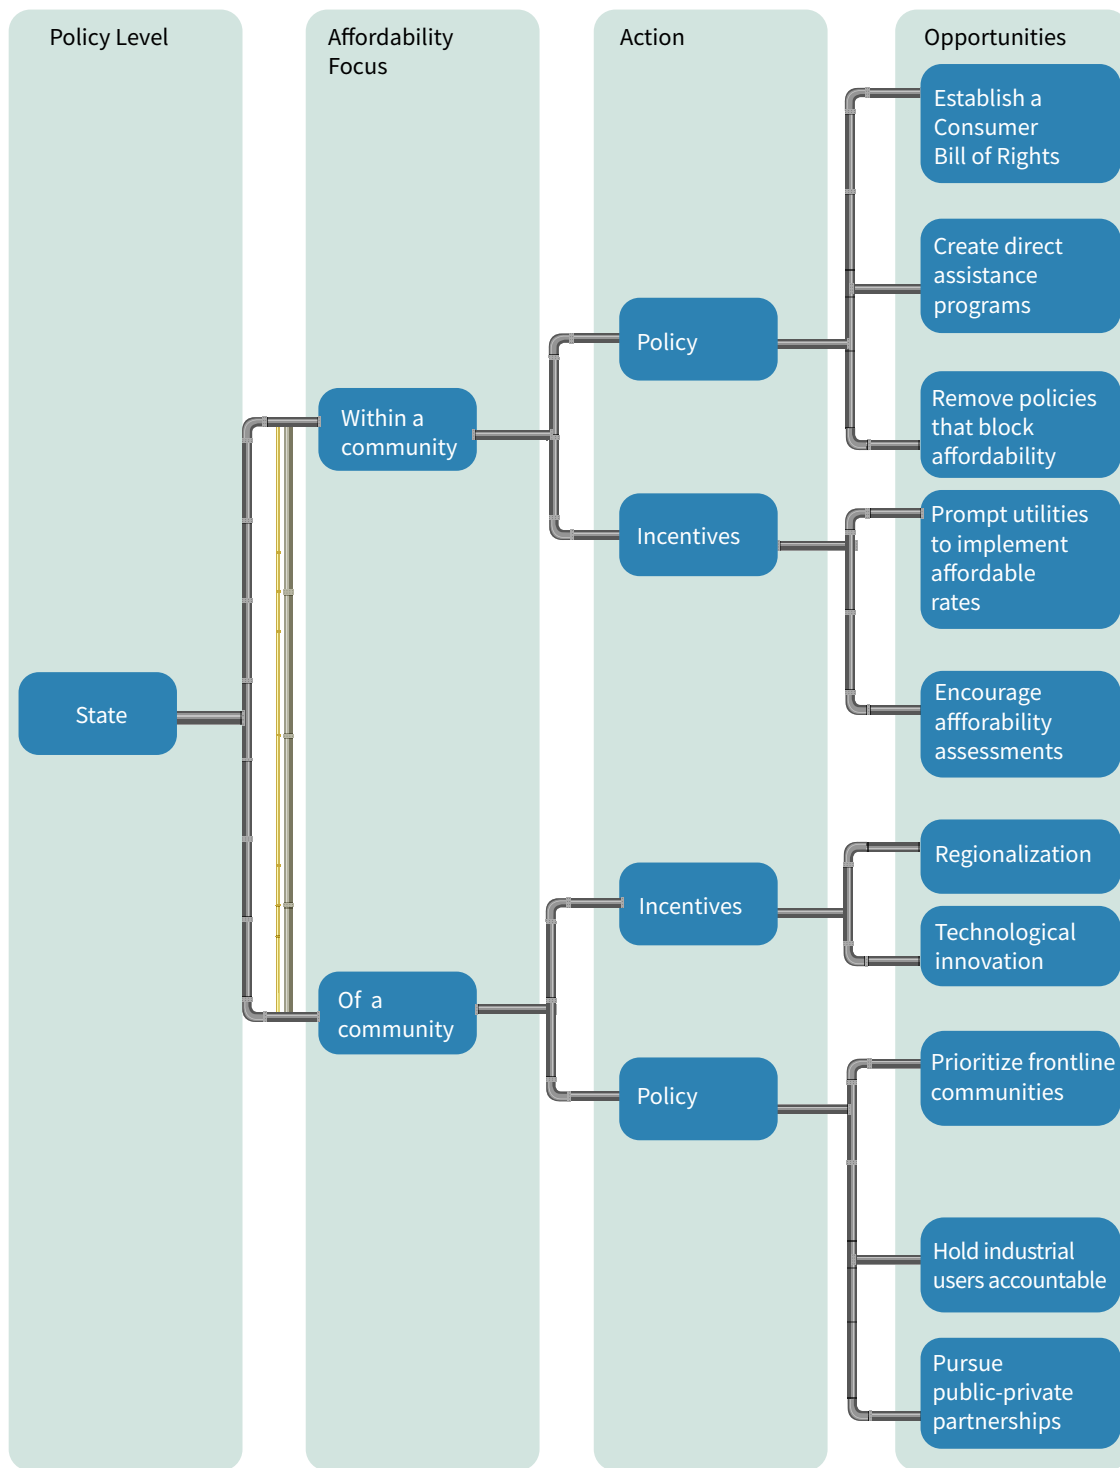 Policy Level
Affordability
Focus
Action
Opportunities
State
Within a
community
Of a
community
Policy
Incentives
Incentives
Policy
Establish a
Consumer
Bill of Rights
Create direct
assistance
programs
Remove policies
that block
affordability
Prompt utilities
to implement
affordable
rates
Encourage
affforability
assessments
Regionalization
Technological
innovation
Prioritize frontline
communities
Hold industrial
users accountable
Pursue
public-private
partnerships